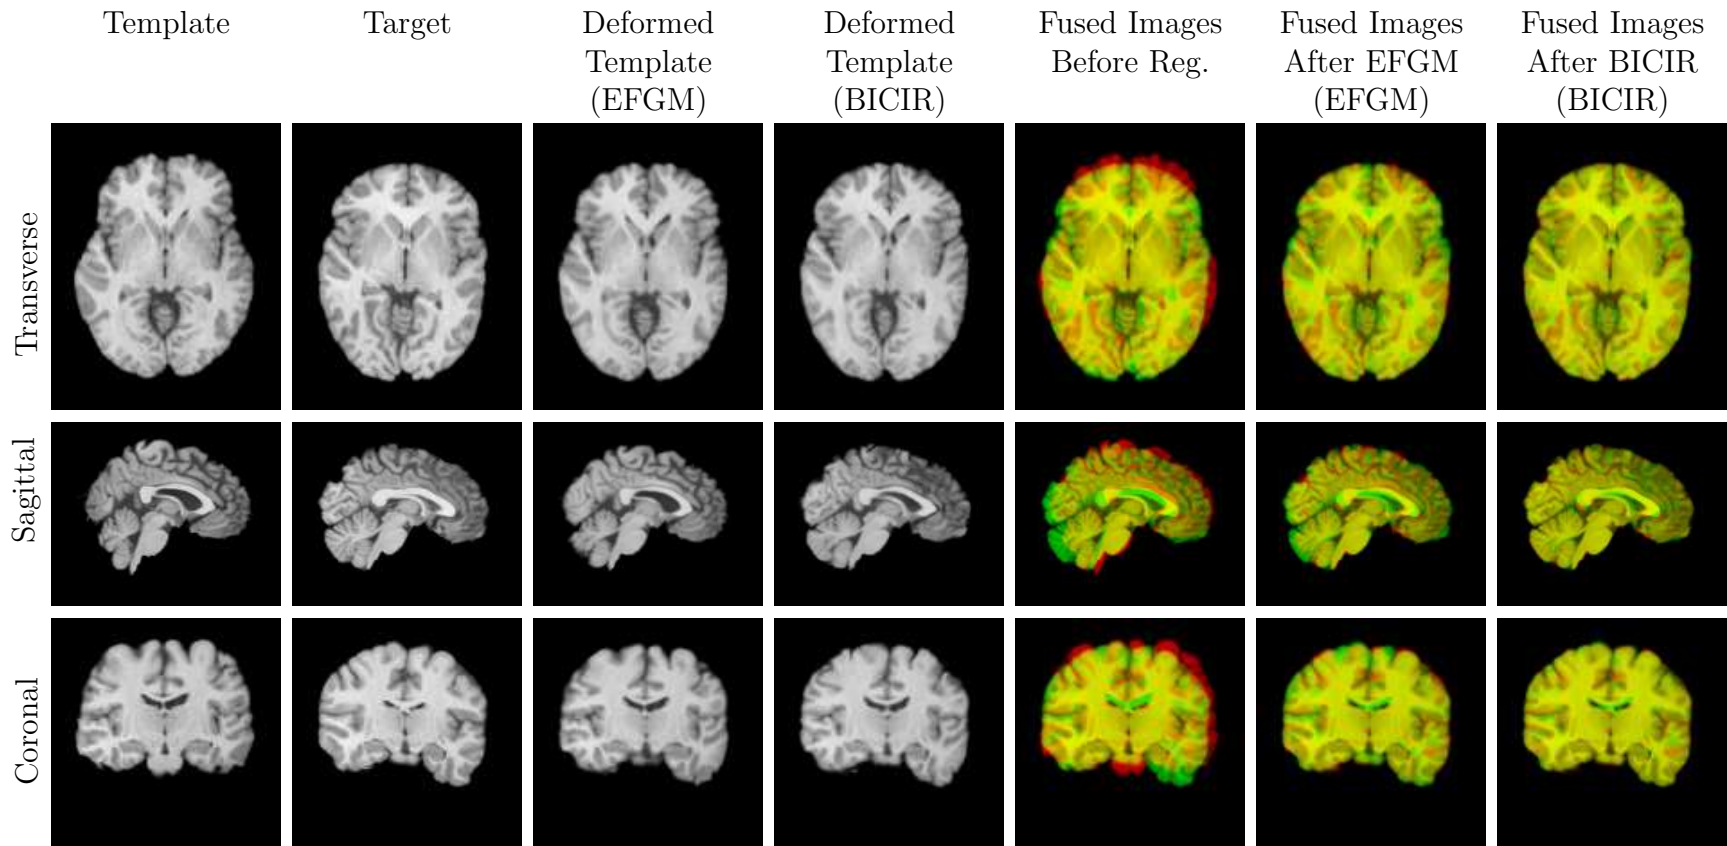 Template
Target
Deformed
Template
(EFGM)
Deformed
Template
(BICIR)
Fused Images
Before Reg.
Fused Images
After EFGM
(EFGM)
Fused Images
After BICIR
(BICIR)
Transverse
Sagittal
Coronal